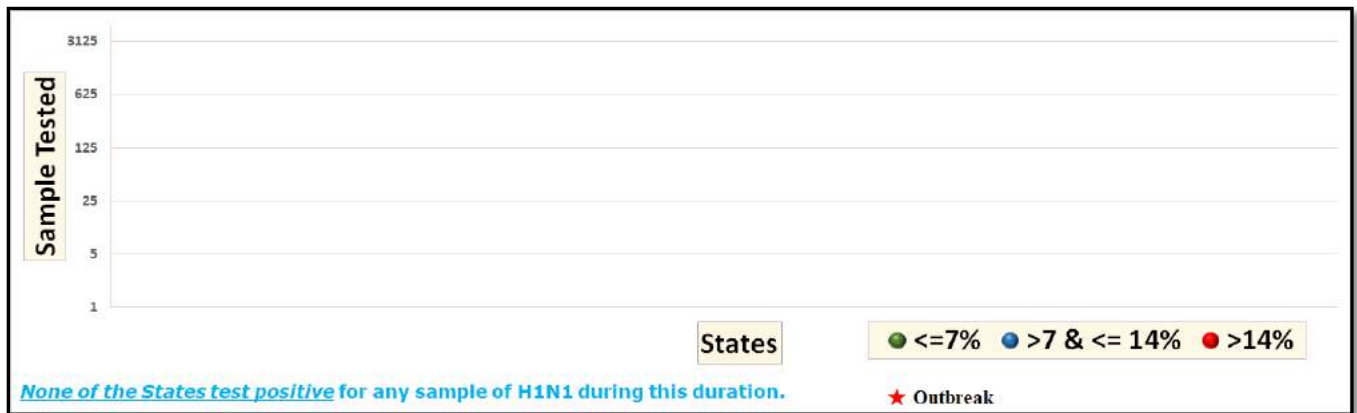 3125
625
125
25
5
1
Sample Tested
States
<=7% >7 & <= 14% >14%
None of the States test positive for any sample of H1N1 during this duration.
Outbreak